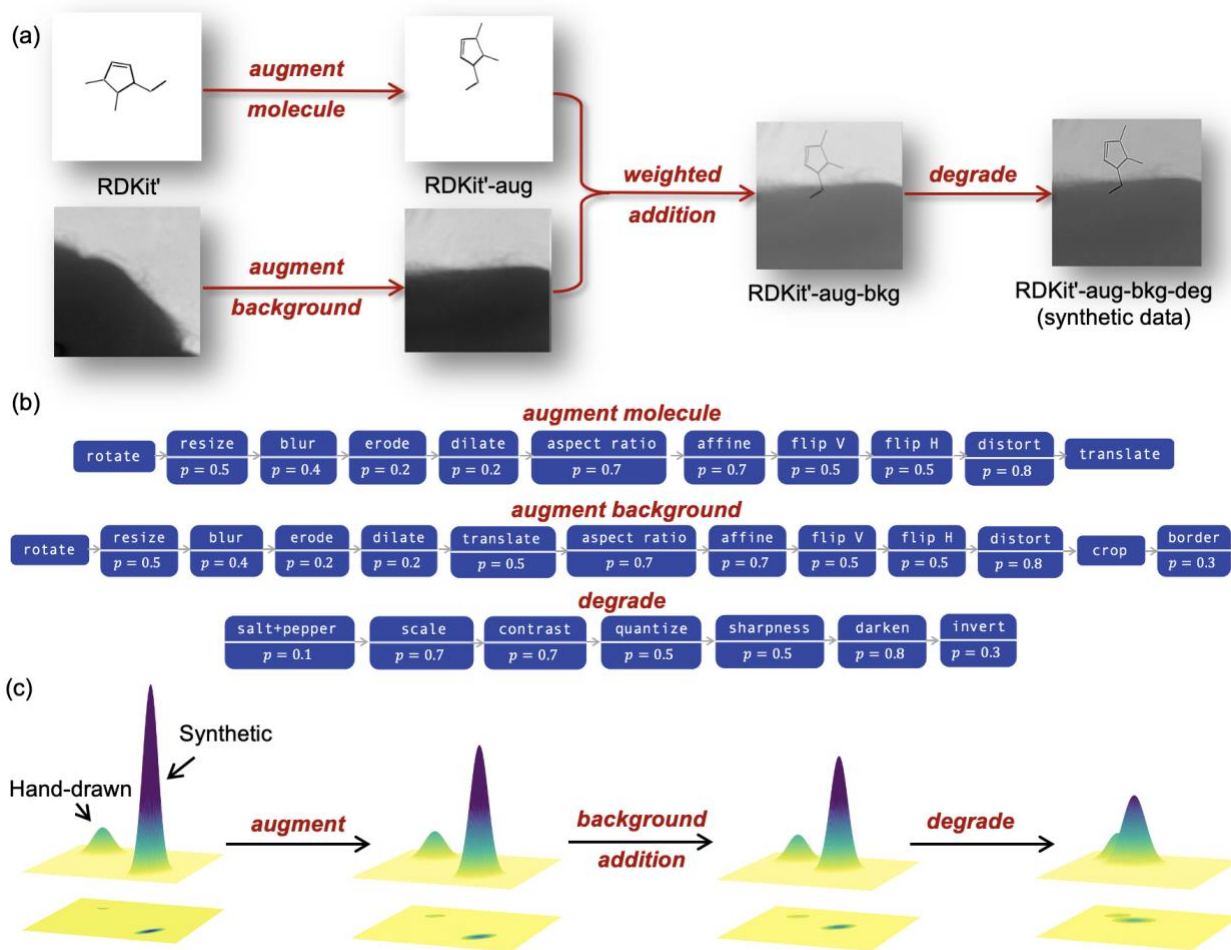 (a)
augment
molecule
RDKit'
RDKit'-aug
weighted
addition
degrade
augment
background
RDKit'-aug-bkg
RDKit'-aug-bkg-deg
(synthetic data)
(b)
augment molecule
rotate
resize
p = 0.5
blur
p = 0.4
erode
p = 0.2
dilate
p = 0.2
aspect ratio
p = 0.7
affine
p = 0.7
flip V
p = 0.5
flip H
p = 0.5
distort
p = 0.8
translate
augment background
rotate
resize
p = 0.5
blur
p = 0.4
erode
p = 0.2
dilate
p = 0.2
translate
p = 0.5
aspect ratio
p = 0.7
affine
p = 0.7
flip V
p = 0.5
flip H
p = 0.5
distort
p = 0.8
crop
border
p = 0.3
degrade
salt+pepper
p = 0.1
scale
p = 0.7
contrast
p = 0.7
quantize
p = 0.5
sharpness
p = 0.5
darken
p = 0.8
invert
p = 0.3
(c)
Synthetic
Hand-drawn
augment
background
addition
degrade